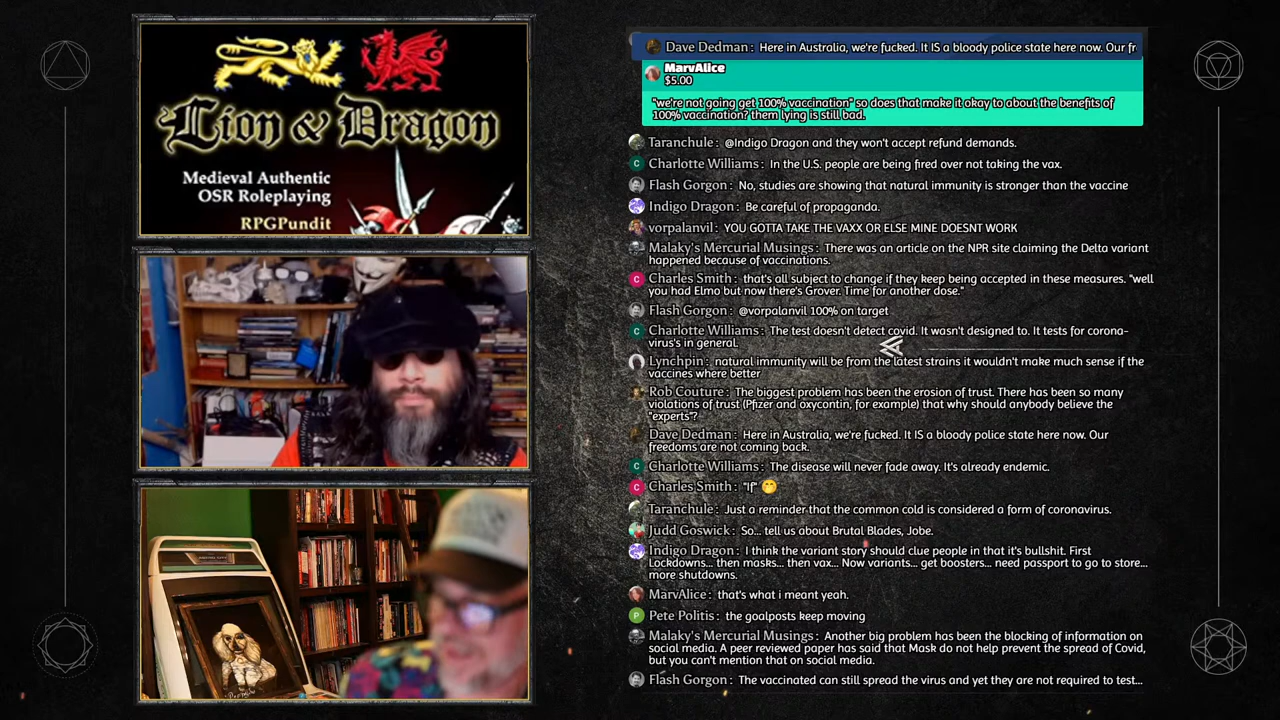 Lion & Dragon
Medieval Authentic
OSR Roleplaying
RPGPundit
Dave Dedman: Here in Australia, we're fucked. It IS a bloody police state here now. Our fr
MarvAlice
$5.00
"we're not going get 100% vaccination" so does that make it okay to about the benefits of
100% vaccination? them lying is still bad.
Taranchule: @Indigo Dragon and they won't accept refund demands.
Charlotte Williams: In the U.S. people are being fired over not taking the vax.
Flash Gorgon: No, studies are showing that natural immunity is stronger than the vaccine
Indigo Dragon: Be careful of propaganda.
vorpalanvil: YOU GOTTA TAKE THE VAXX OR ELSE MINE DOESNT WORK
Malaky's Mercurial Musings: There was an article on the NPR site claiming the Delta variant
happened because of vaccinations.
Charles Smith: that's all subject to change if they keep being accepted in these measures. "well
you had Elmo but now there's Grover. Time for another dose."
Flash Gorgon: @vorpalanvil 100% on target
Charlotte Williams: The test doesn't detect covid. It wasn't designed to. It tests for corona-
virus's in general.
Lynchpin: natural immunity will be from the latest strains it wouldn't make much sense if the
vaccines where better
Rob Couture: The biggest problem has been the erosion of trust. There has been so many
violations of trust (Pfizer and oxycontin, for example) that why should anybody believe the
"experts"?
Dave Dedman: Here in Australia, we're fucked. It IS a bloody police state here now. Our
freedoms are not coming back.
Charlotte Williams: The disease will never fade away. It's already endemic.
Charles Smith: "If" 🤭
Taranchule: Just a reminder that the common cold is considered a form of coronavirus.
Judd Goswick: So... tell us about Brutal Blades, Jobe.
Indigo Dragon: I think the variant story should clue people in that it's bullshit. First
Lockdowns... then masks... then vax... Now variants... get boosters... need passport to go to store...
more shutdowns.
MarvAlice: that's what i meant yeah.
Pete Politis: the goalposts keep moving
Malaky's Mercurial Musings: Another big problem has been the blocking of information on
social media. A peer reviewed paper has said that Mask do not help prevent the spread of Covid,
but you can't mention that on social media.
Flash Gorgon: The vaccinated can still spread the virus and yet they are not required to test...